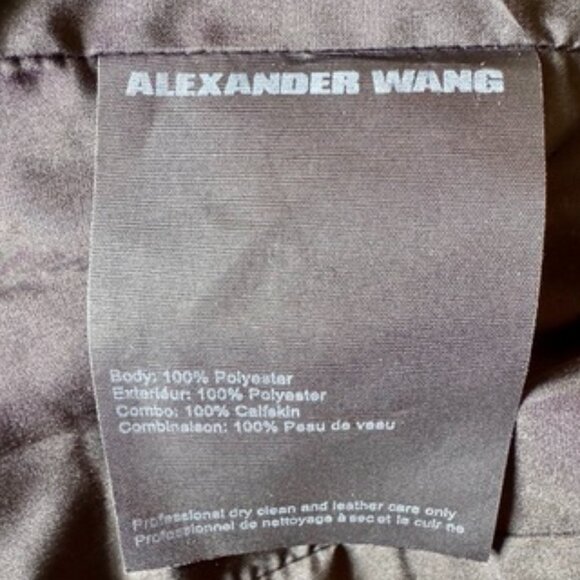 ALEXANDER WANG
Body: 100% Polyester
Exterieur: 100% Polyester
Combo: 100% Calfskin
Combinaison: 100% Peau de veau
Professional dry clean and leather care only
Professionnel de nettoyage à sec et le cuir ne